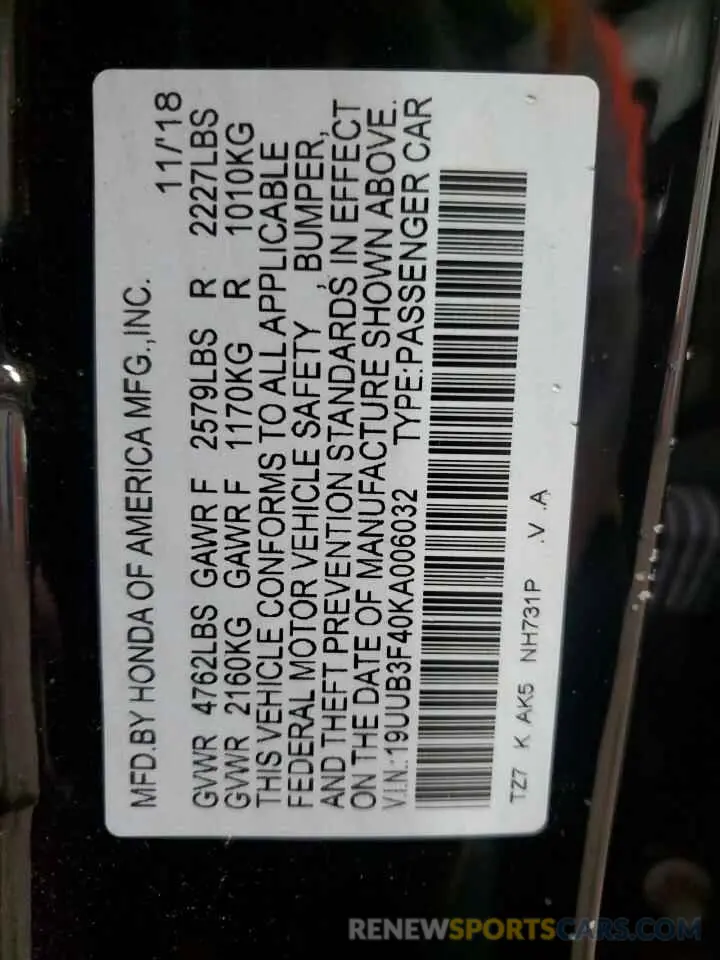 MFD.BY HONDA OF AMERICA MFG.,INC. 11/'18
GVWR 4762LBS GAWR F 2579LBS R 2227LBS
GVWR 2160KG GAWR F 1170KG R 1010KG
THIS VEHICLE CONFORMS TO ALL APPLICABLE
FEDERAL MOTOR VEHICLE SAFETY , BUMPER,
AND THEFT PREVENTION STANDARDS IN EFFECT
ON THE DATE OF MANUFACTURE SHOWN ABOVE.
V.I.N.:19UUB3F40KA006032 TYPE:PASSENGER CAR
TZ7 K AK5 NH731P .V .A
RENEWSPORTSCARS.COM